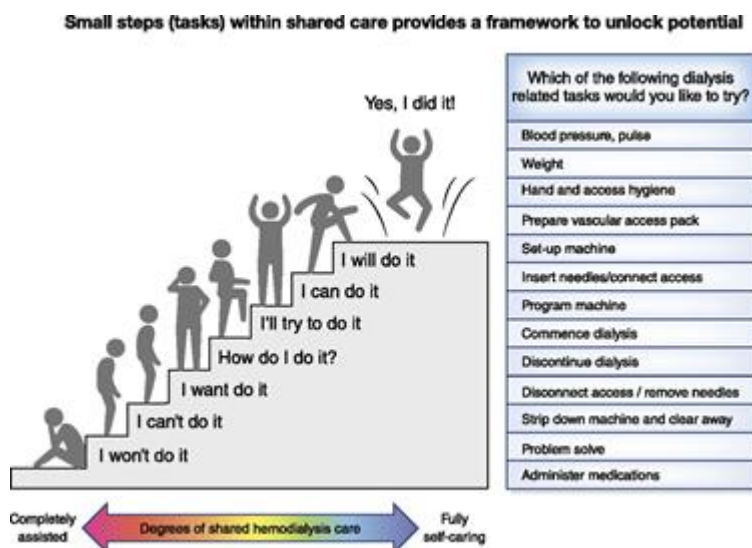 Small steps (tasks) within shared care provides a framework to unlock potential
Yes, I did it!
I will do it
I can do it
I'll try to do it
How do I do it?
I want do it
I can't do it
I won't do it
Completely
assisted
Degrees of shared hemodialysis care
Fully
self-caring
Which of the following dialysis
related tasks would you like to try?
Blood pressure, pulse
Weight
Hand and access hygiene
Prepare vascular access pack
Set-up machine
Insert needles/connect access
Program machine
Commence dialysis
Discontinue dialysis
Disconnect access / remove needles
Strip down machine and clear away
Problem solve
Administer medications